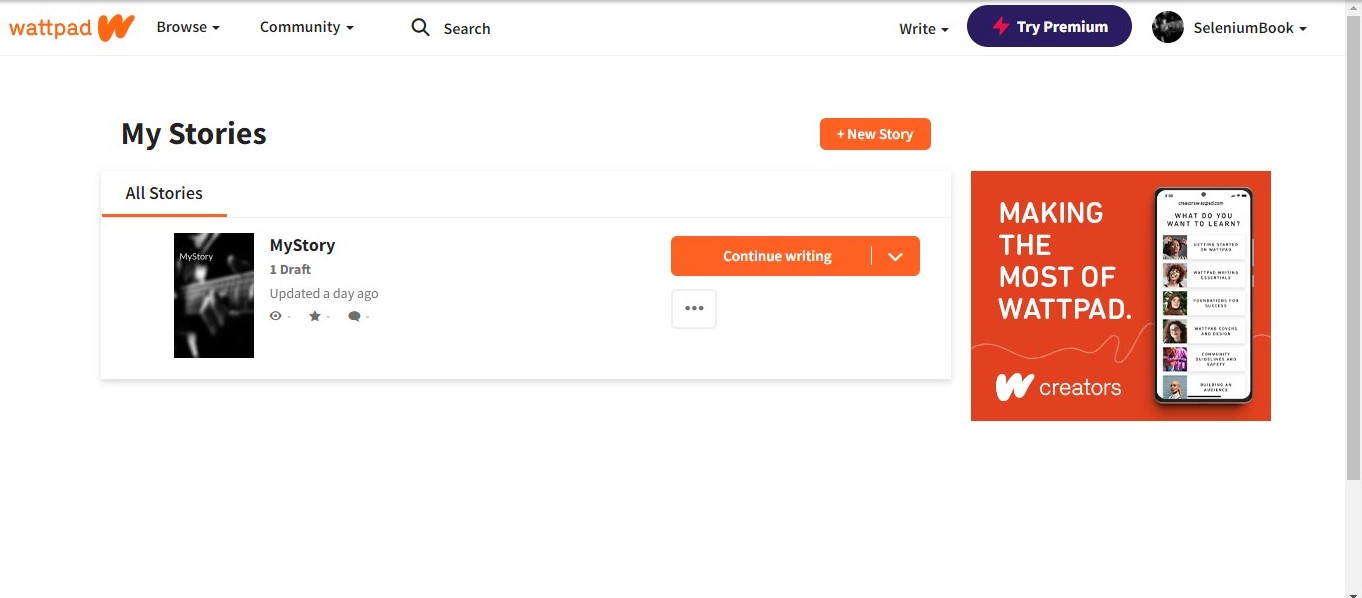 wattpad Browse Community Search Write Try Premium SeleniumBook
My Stories
+ New Story
All Stories
MyStory
MyStory
1 Draft
Updated a day ago
- - -
Continue writing
MAKING
THE
MOST OF
WATTPAD.
creators
creators.wattpad.com
WHAT DO YOU
WANT TO LEARN?
GETTING STARTED
ON WATTPAD
WATTPAD WRITING
ESSENTIALS
FOUNDATIONS FOR
SUCCESS
WATTPAD COVERS
AND DESIGN
COMMUNITY
GUIDELINES AND
SAFETY
BUILDING AN
AUDIENCE